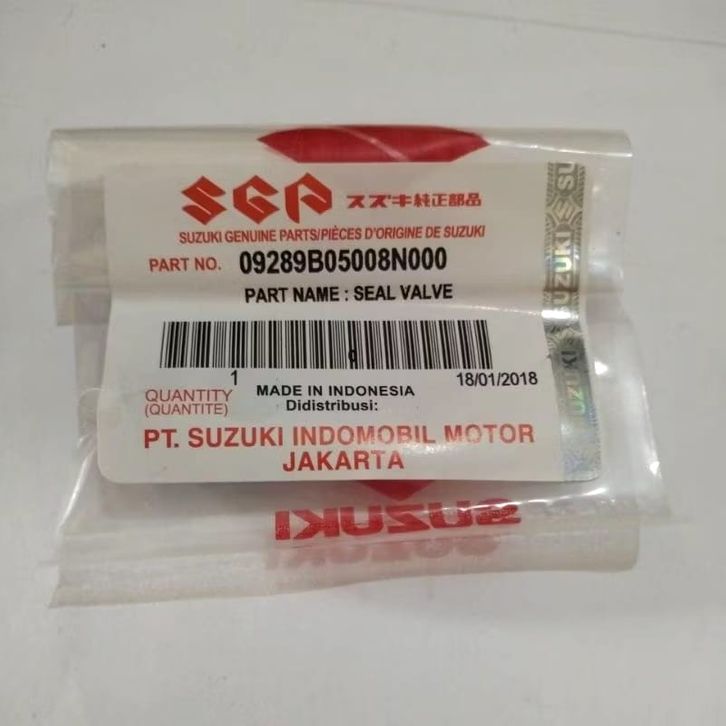 SGP スズキ純正部品
SUZUKI GENUINE PARTS/PIÈCES D'ORIGINE DE SUZUKI
PART NO. 09289B05008N000
PART NAME : SEAL VALVE
0
1 18/01/2018
QUANTITY MADE IN INDONESIA
(QUANTITE) Didistribusi:
PT. SUZUKI INDOMOBIL MOTOR
JAKARTA
SUZUKI
SUZUKI
SUZUKI